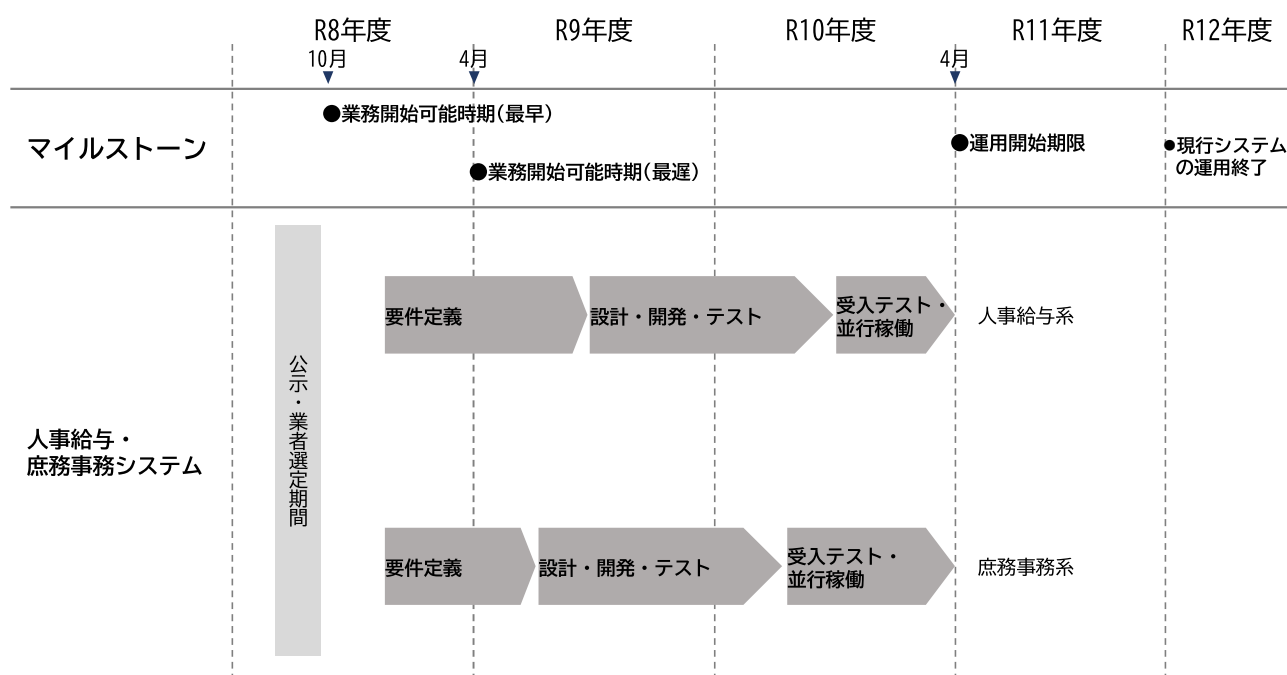 R8年度
R9年度
R10年度
R11年度
R12年度
10月
4月
4月
マイルストーン
●業務開始可能時期(最早)
●業務開始可能時期(最遅)
●運用開始期限
●現行システム
の運用終了
人事給与・
庶務事務システム
公示・業者選定期間
要件定義
設計・開発・テスト
受入テスト・
並行稼働
人事給与系
要件定義
設計・開発・テスト
受入テスト・
並行稼働
庶務事務系